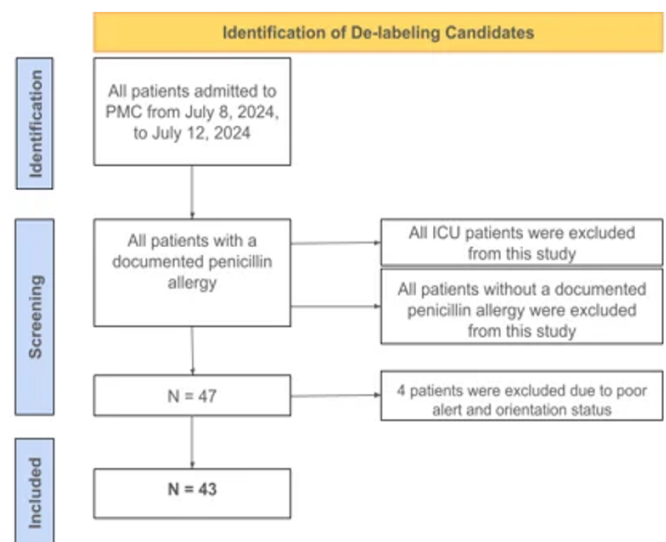 Identification of De-labeling Candidates
Identification
All patients admitted to
PMC from July 8, 2024,
to July 12, 2024
Screening
All patients with a
documented penicillin
allergy
All ICU patients were excluded
from this study
All patients without a documented
penicillin allergy were excluded
from this study
N = 47
4 patients were excluded due to poor
alert and orientation status
Included
N = 43